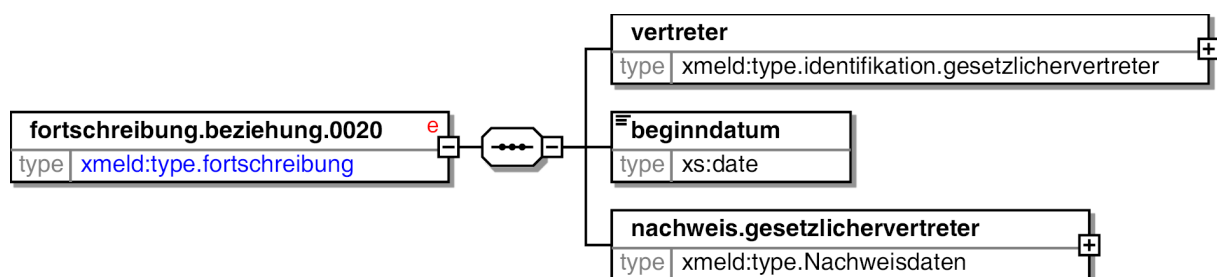 vertreter
type xmeld:type.identifikation.gesetzlichervertreter
fortschreibung.beziehung.0020 e
type xmeld:type.fortschreibung
beginndatum
type xs:date
nachweis.gesetzlichervertreter
type xmeld:type.Nachweisdaten